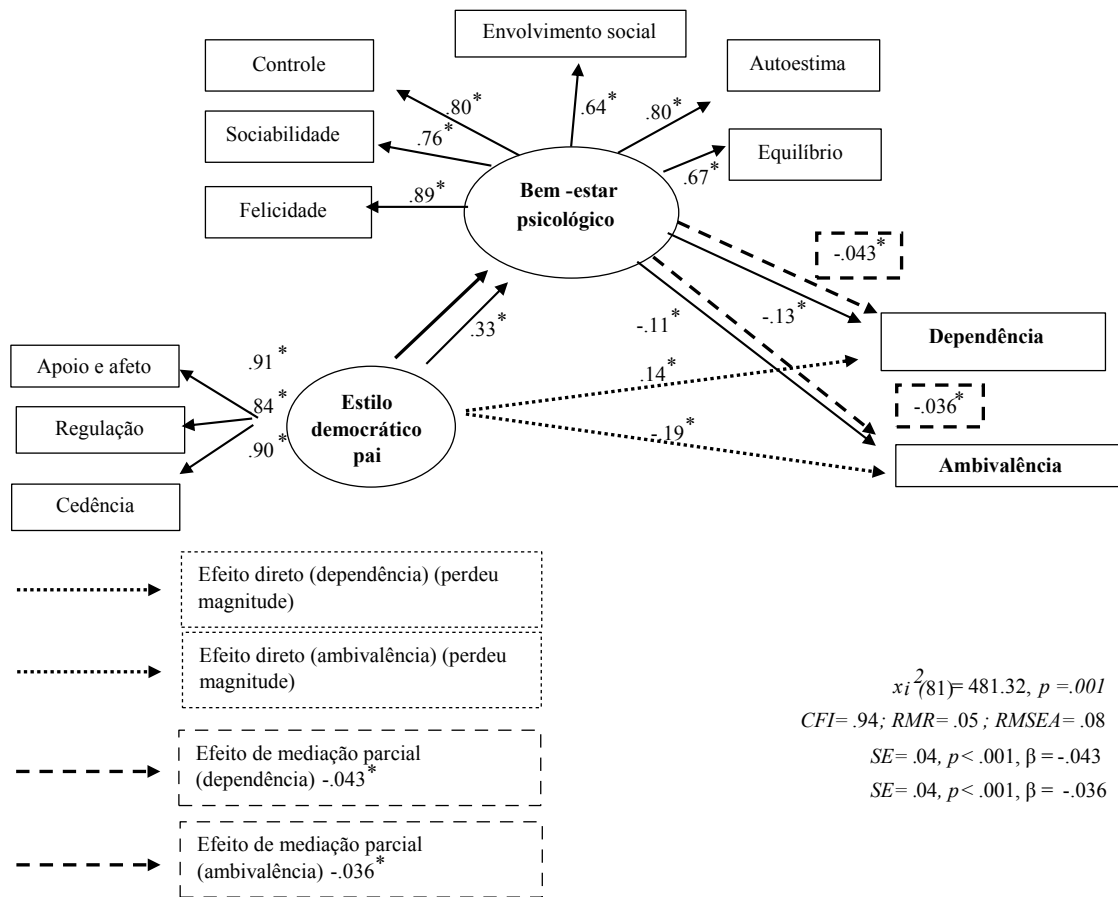 Envolvimento social
Controle
Autoestima
.80*
.64*
.80*
Sociabilidade
.76*
Equilíbrio
.67*
Felicidade
.89*
Bem -estar
psicológico
-.043*
.33*
-.11*
-.13*
Dependência
Apoio e afeto
.91*
.14*
-.036*
Regulação
.84*
Estilo
democrático
pai
-.19*
Ambivalência
.90*
Cedência
Efeito direto (dependência) (perdeu
magnitude)
Efeito direto (ambivalência) (perdeu
magnitude)
Efeito de mediação parcial
(dependência) -.043*
Efeito de mediação parcial
(ambivalência) -.036*
xi²(81)= 481.32, p =.001
CFI= .94; RMR= .05 ; RMSEA= .08
SE= .04, p< .001, β = -.043
SE= .04, p< .001, β = -.036